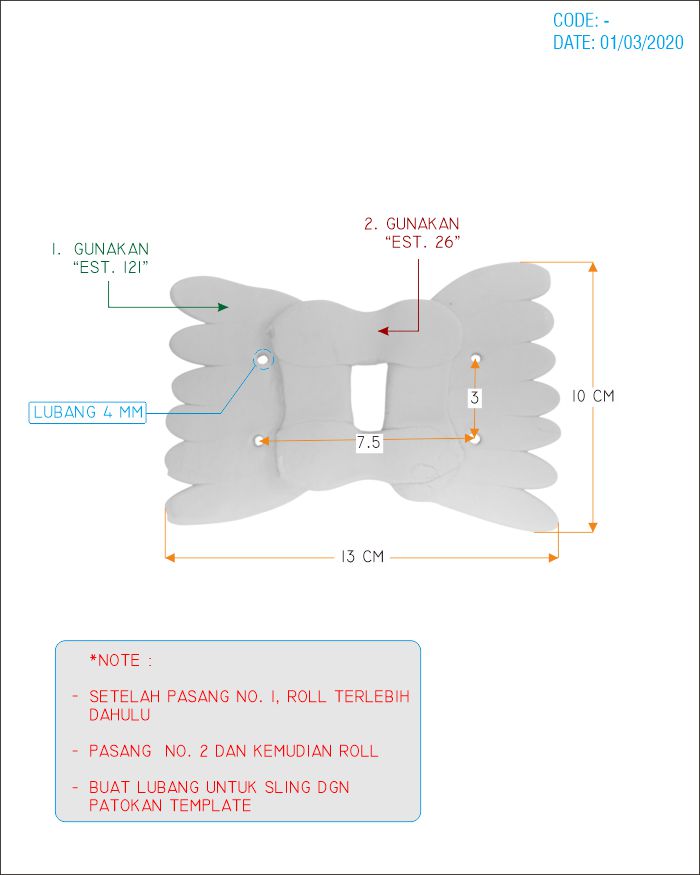 CODE: -
DATE: 01/03/2020
2. GUNAKAN
"EST. 26"
1. GUNAKAN
"EST. 121"
LUBANG 4 MM
3
10 CM
7.5
13 CM
*NOTE :
- SETELAH PASANG NO. 1, ROLL TERLEBIH
DAHULU
- PASANG NO. 2 DAN KEMUDIAN ROLL
- BUAT LUBANG UNTUK SLING DGN
PATOKAN TEMPLATE